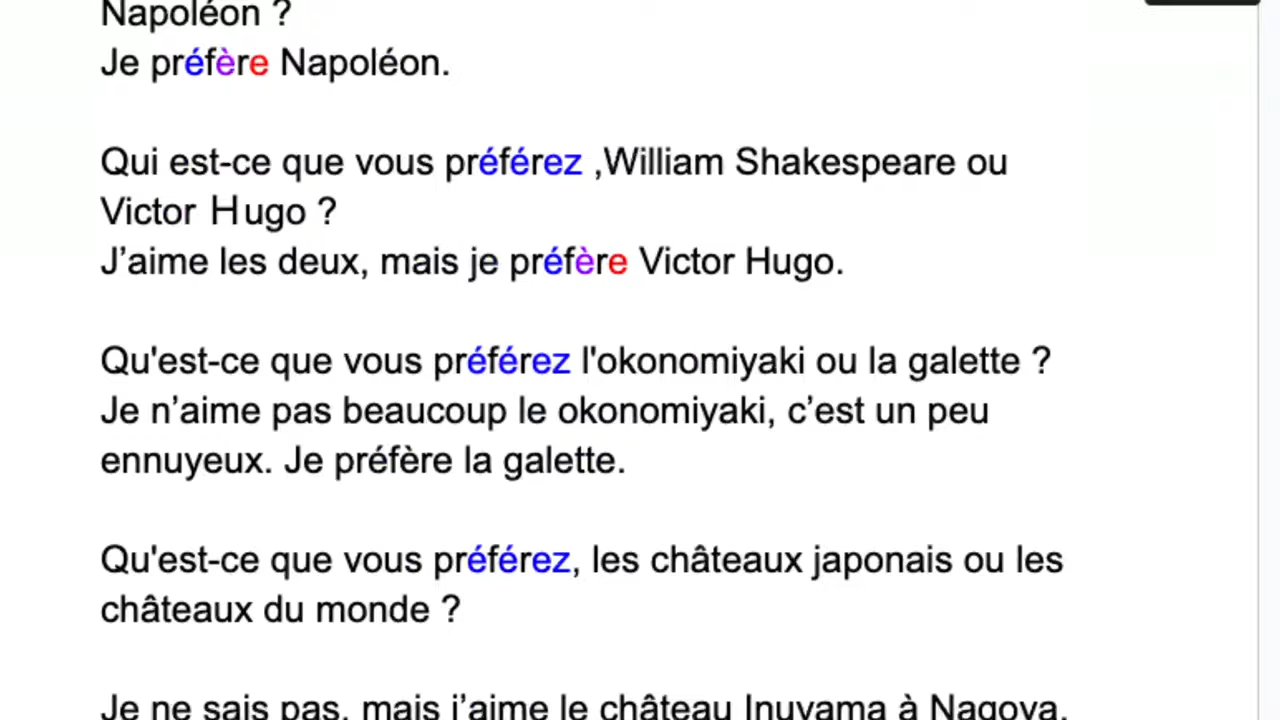 Napoléon ?
Je préfère Napoléon.
Qui est-ce que vous préférez ,William Shakespeare ou
Victor Hugo ?
J’aime les deux, mais je préfère Victor Hugo.
Qu'est-ce que vous préférez l'okonomiyaki ou la galette ?
Je n’aime pas beaucoup le okonomiyaki, c’est un peu
ennuyeux. Je préfère la galette.
Qu'est-ce que vous préférez, les châteaux japonais ou les
châteaux du monde ?
Je ne sais pas, mais j’aime le château Inuyama à Nagoya.